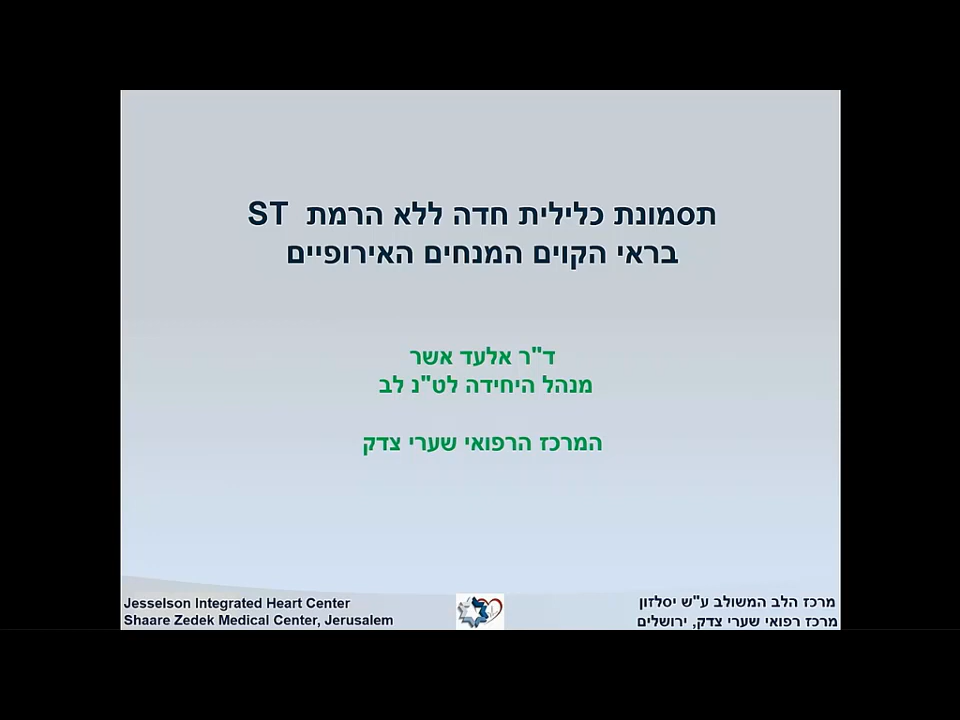 תסמונת כלילית חדה ללא הרמת ST
בראי הקוים המנחים האירופיים
ד"ר אלעד אשר
מנהל היחידה לט"נ לב
המרכז הרפואי שערי צדק
Jesselson Integrated Heart Center
Shaare Zedek Medical Center, Jerusalem
מרכז הלב המשולב ע"ש יסלזון
מרכז רפואי שערי צדק, ירושלים